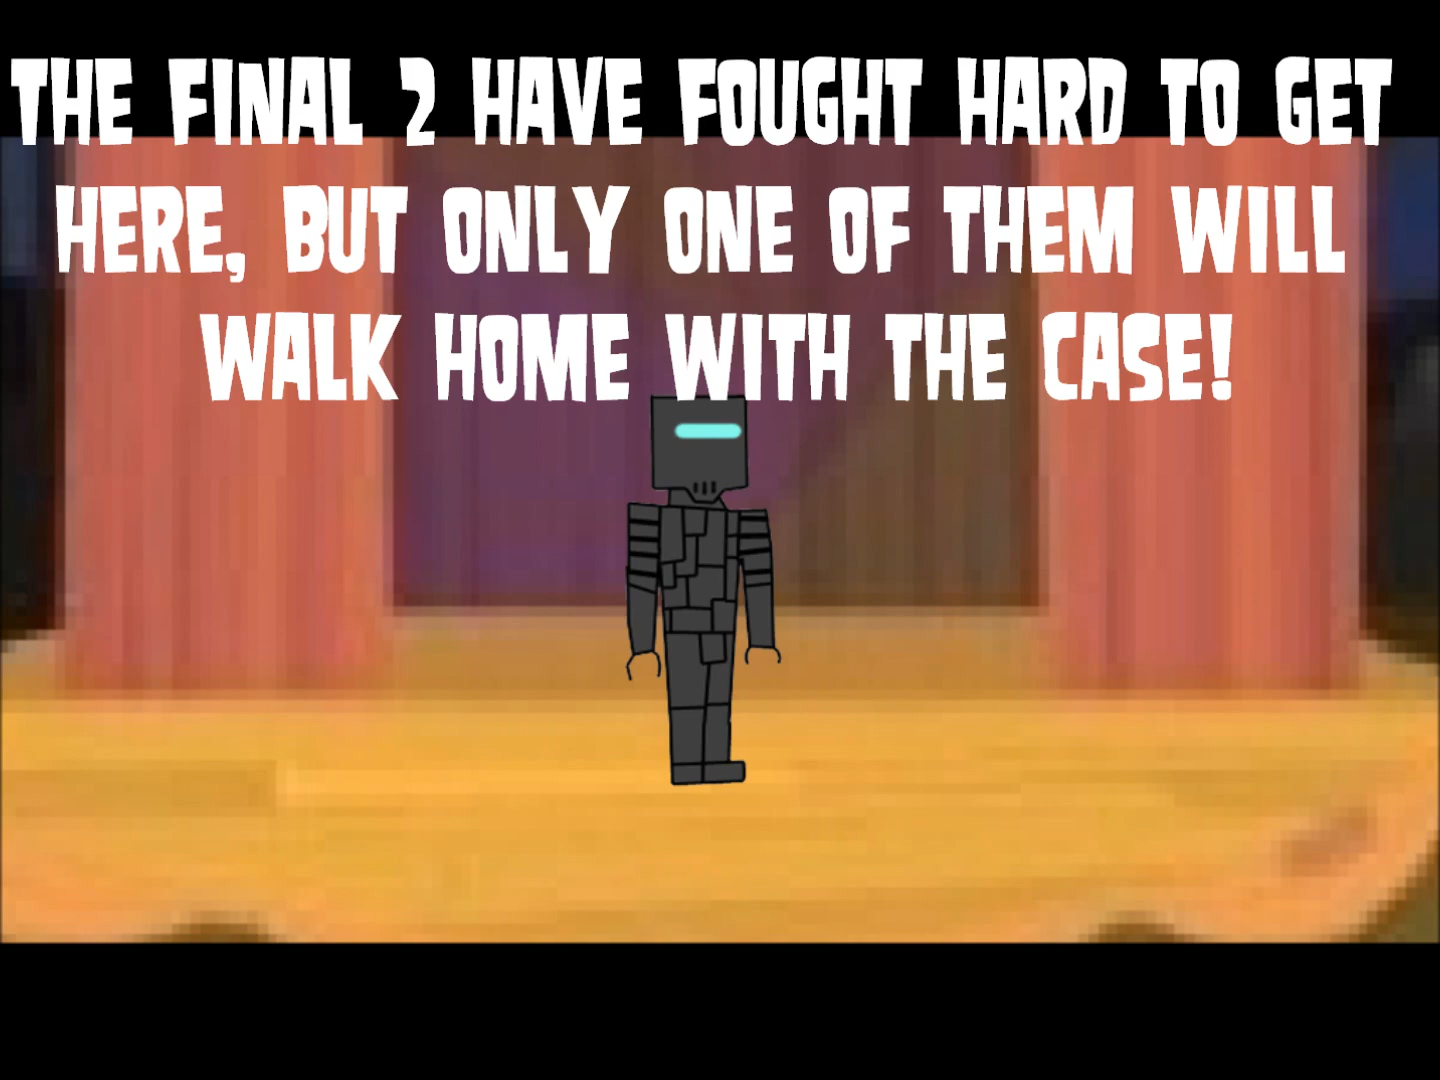 THE FINAL 2 HAVE FOUGHT HARD TO GET
HERE, BUT ONLY ONE OF THEM WILL
WALK HOME WITH THE CASE!